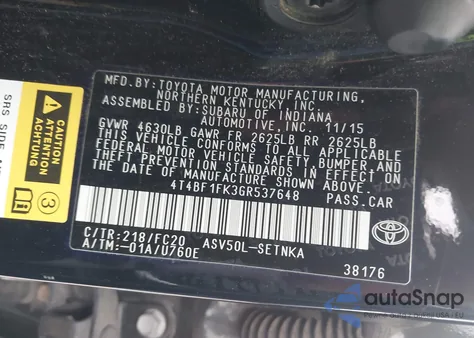 MFD.BY:TOYOTA MOTOR MANUFACTURING,
NORTHERN KENTUCKY,INC.
ASSEMBLED BY:SUBARU OF INDIANA
AUTOMOTIVE,INC. 11/15
GVWR 4630LB GAWR FR 2625LB RR 2625LB
THIS VEHICLE CONFORMS TO ALL APPLICABLE
FEDERAL MOTOR VEHICLE SAFETY,BUMPER,AND
THEFT PREVENTION STANDARDS IN EFFECT ON
THE DATE OF MANUFACTURE SHOWN ABOVE.
4T4BF1FK3GR537648 PASS.CAR
C/TR:218/FC20 ASV50L-SETNKA
A/TM:-01A/U760E
TOYOTA
38176
SRS SIDE
3
autoSnap